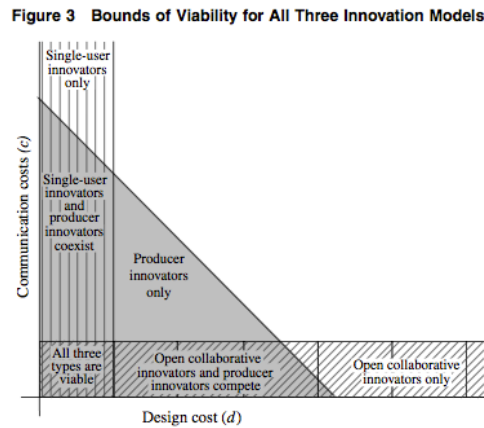 Figure 3 Bounds of Viability for All Three Innovation Models
Single-user
innovators
only
Communication costs (c)
Single-user
innovators
and
producer
innovators
coexist
Producer
innovators
only
All three
types are
viable
Open collaborative
innovators and producer
innovators compete
Open collaborative
innovators only
Design cost (d)